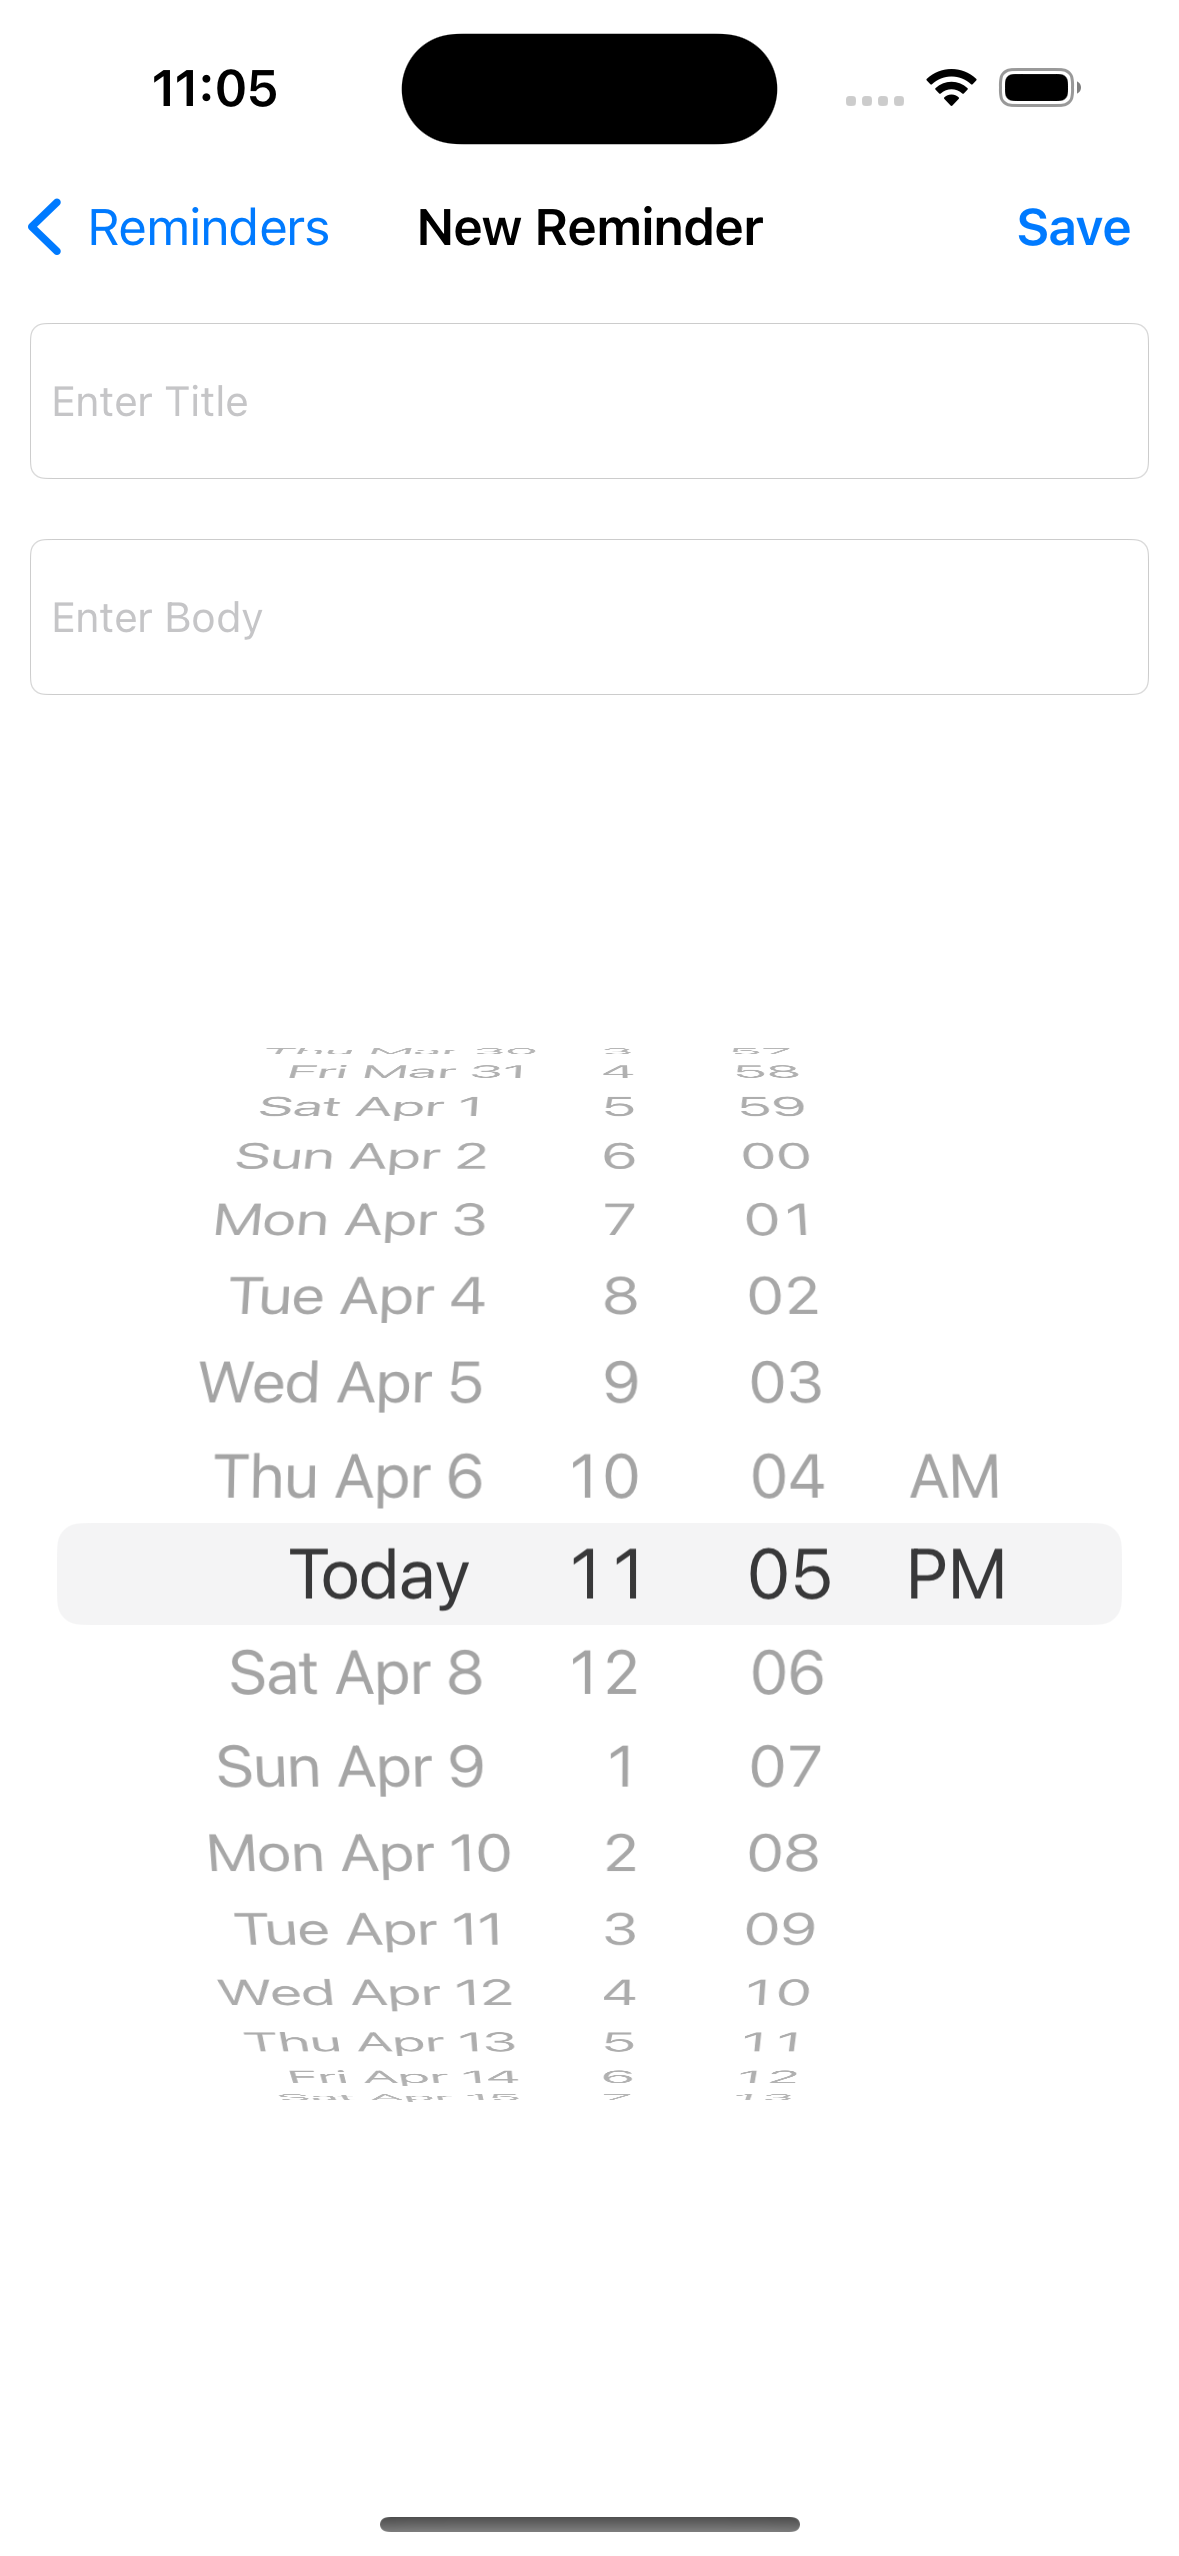 11:05
Reminders New Reminder Save
Enter Title
Enter Body
Thu Mar 30 3 57
Fri Mar 31 4 58
Sat Apr 1 5 59
Sun Apr 2 6 00
Mon Apr 3 7 01
Tue Apr 4 8 02
Wed Apr 5 9 03
Thu Apr 6 10 04 AM
Today 11 05 PM
Sat Apr 8 12 06
Sun Apr 9 1 07
Mon Apr 10 2 08
Tue Apr 11 3 09
Wed Apr 12 4 10
Thu Apr 13 5 11
Fri Apr 14 6 12
Sat Apr 15 7 13